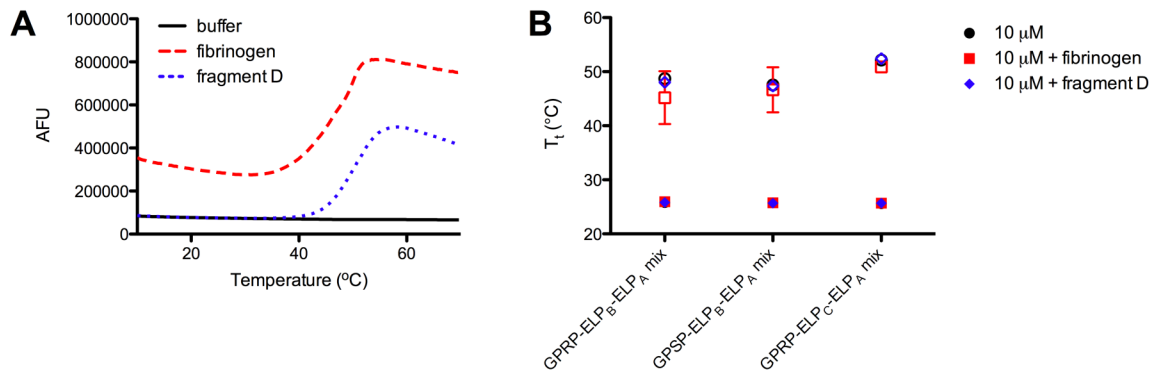 A
AFU
1000000
800000
600000
400000
200000
0
20
40
60
Temperature (ºC)
buffer
fibrinogen
fragment D
B
Tt (°C)
60
50
40
30
20
GPRP-ELPB-ELPA mix
GPSP-ELPB-ELPA mix
GPRP-ELPC-ELPA mix
10 μM
10 μM + fibrinogen
10 μM + fragment D